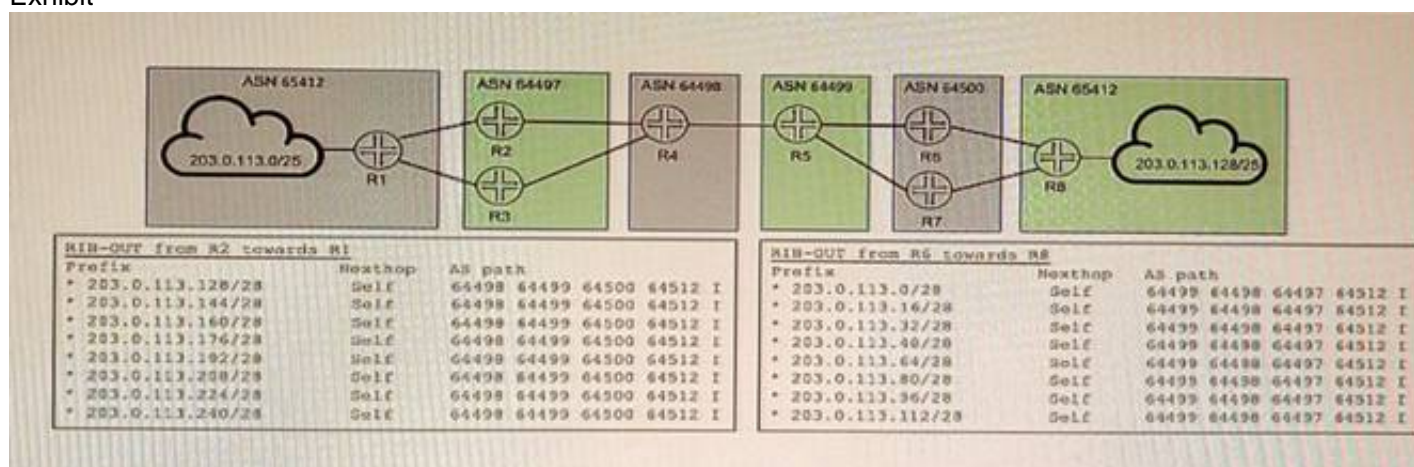 Exhibit
ASN 65412
203.0.113.0/25
R1
ASN 64497
R2
R3
ASN 64498
R4
ASN 64499
R5
ASN 64500
R6
R7
ASN 65412
R8
203.0.113.128/25
RIB-OUT from R2 towards R1
Prefix Nexthop AS path
* 203.0.113.128/28 Self 64498 64499 64500 64512 I
* 203.0.113.144/28 Self 64498 64499 64500 64512 I
* 203.0.113.160/28 Self 64498 64499 64500 64512 I
* 203.0.113.176/28 Self 64498 64499 64500 64512 I
* 203.0.113.192/28 Self 64498 64499 64500 64512 I
* 203.0.113.208/28 Self 64498 64499 64500 64512 I
* 203.0.113.224/28 Self 64498 64499 64500 64512 I
* 203.0.113.240/28 Self 64498 64499 64500 64512 I
RIB-OUT from R6 towards R8
Prefix Nexthop AS path
* 203.0.113.0/28 Self 64499 64498 64497 64512 I
* 203.0.113.16/28 Self 64499 64498 64497 64512 I
* 203.0.113.32/28 Self 64499 64498 64497 64512 I
* 203.0.113.48/28 Self 64499 64498 64497 64512 I
* 203.0.113.64/28 Self 64499 64498 64497 64512 I
* 203.0.113.80/28 Self 64499 64498 64497 64512 I
* 203.0.113.96/28 Self 64499 64498 64497 64512 I
* 203.0.113.112/28 Self 64499 64498 64497 64512 I